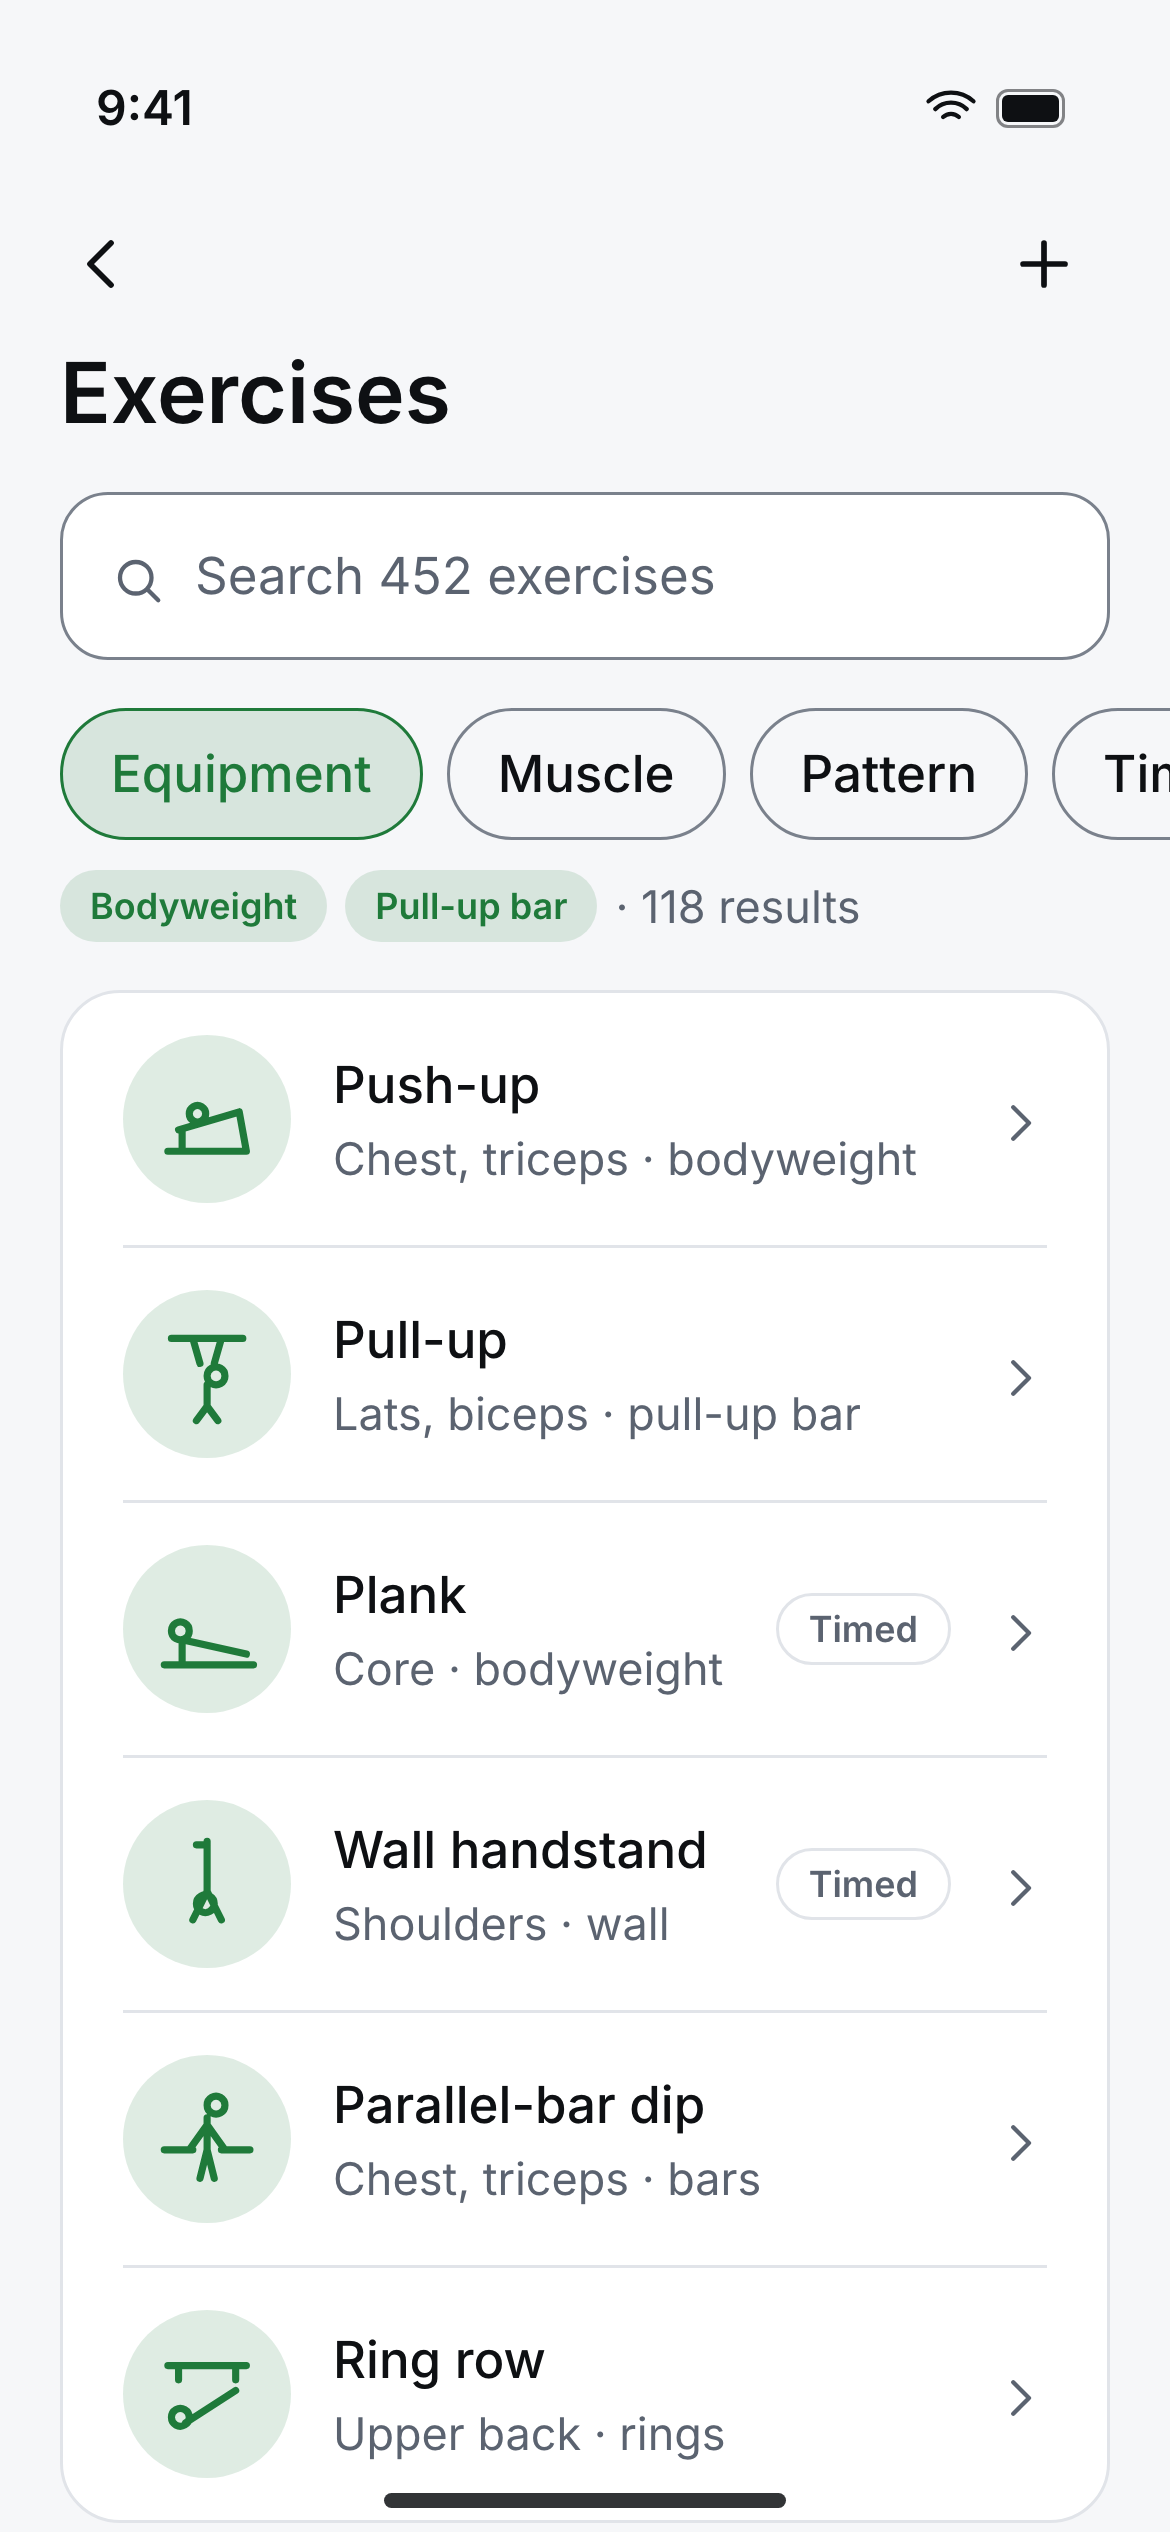 9:41
Exercises
Search 452 exercises
Equipment Muscle Pattern
Bodyweight Pull-up bar · 118 results
Push-up
Chest, triceps · bodyweight
Pull-up
Lats, biceps · pull-up bar
Plank
Timed
Core · bodyweight
Wall handstand
Timed
Shoulders · wall
Parallel-bar dip
Chest, triceps · bars
Ring row
Upper back · rings